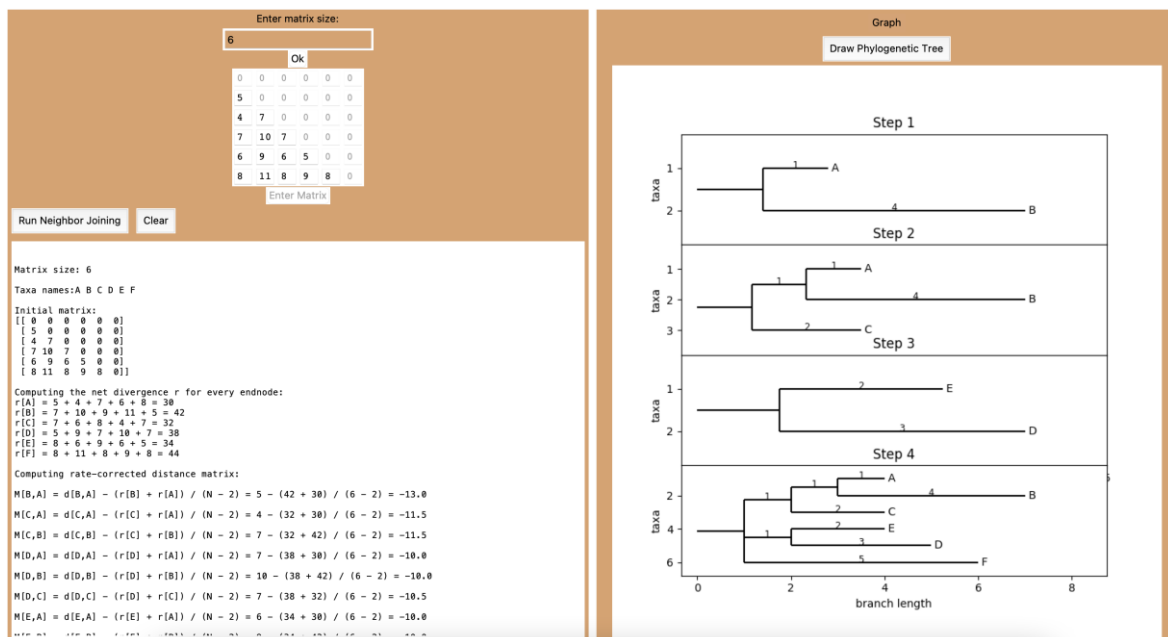 Enter matrix size:
6
Ok
0 0 0 0 0 0
5 0 0 0 0 0
4 7 0 0 0 0
7 10 7 0 0 0
6 9 6 5 0 0
8 11 8 9 8 0
Enter Matrix
Run Neighbor Joining Clear
Matrix size: 6
Taxa names:A B C D E F
Initial matrix:
[[ 0 0 0 0 0 0]
[ 5 0 0 0 0 0]
[ 4 7 0 0 0 0]
[ 7 10 7 0 0 0]
[ 6 9 6 5 0 0]
[ 8 11 8 9 8 0]]
Computing the net divergence r for every endnode:
r[A] = 5 + 4 + 7 + 6 + 8 = 30
r[B] = 7 + 10 + 9 + 11 + 5 = 42
r[C] = 7 + 6 + 8 + 4 + 7 = 32
r[D] = 5 + 9 + 7 + 10 + 7 = 38
r[E] = 8 + 6 + 9 + 6 + 5 = 34
r[F] = 8 + 11 + 8 + 9 + 8 = 44
Computing rate-corrected distance matrix:
M[B,A] = d[B,A] - (r[B] + r[A]) / (N - 2) = 5 - (42 + 30) / (6 - 2) = -13.0
M[C,A] = d[C,A] - (r[C] + r[A]) / (N - 2) = 4 - (32 + 30) / (6 - 2) = -11.5
M[C,B] = d[C,B] - (r[C] + r[B]) / (N - 2) = 7 - (32 + 42) / (6 - 2) = -11.5
M[D,A] = d[D,A] - (r[D] + r[A]) / (N - 2) = 7 - (38 + 30) / (6 - 2) = -10.0
M[D,B] = d[D,B] - (r[D] + r[B]) / (N - 2) = 10 - (38 + 42) / (6 - 2) = -10.0
M[D,C] = d[D,C] - (r[D] + r[C]) / (N - 2) = 7 - (38 + 32) / (6 - 2) = -10.5
M[E,A] = d[E,A] - (r[E] + r[A]) / (N - 2) = 6 - (34 + 30) / (6 - 2) = -10.0
Graph
Draw Phylogenetic Tree
Step 1
1 1 A
taxa
2 4 B
Step 2
1 1 A
1
taxa
2 4 B
3 2 C
Step 3
1 2 E
taxa
2 3 D
Step 4
1 A
1
1
2 4 B
2 C
taxa
4 2 E
1
3 D
6 5 F
0 2 4 6 8
branch length